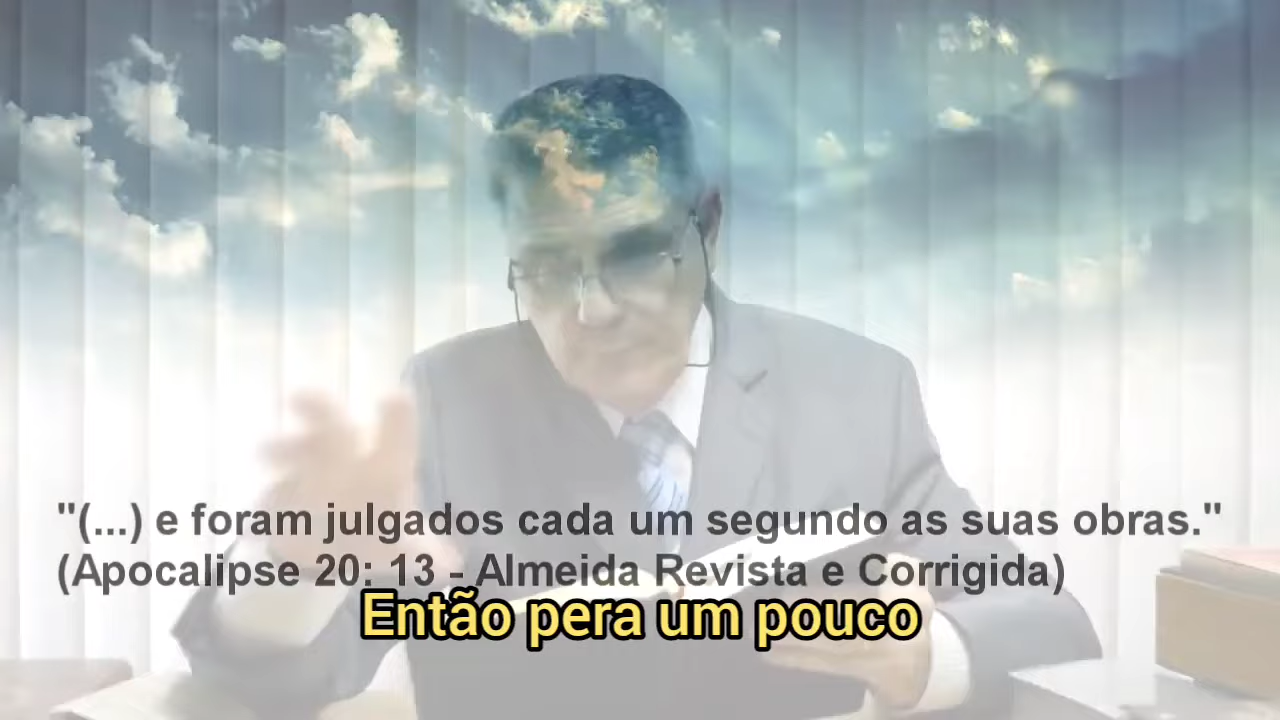 "(...) e foram julgados cada um segundo as suas obras."
(Apocalipse 20: 13 - Almeida Revista e Corrigida)
Então pera um pouco